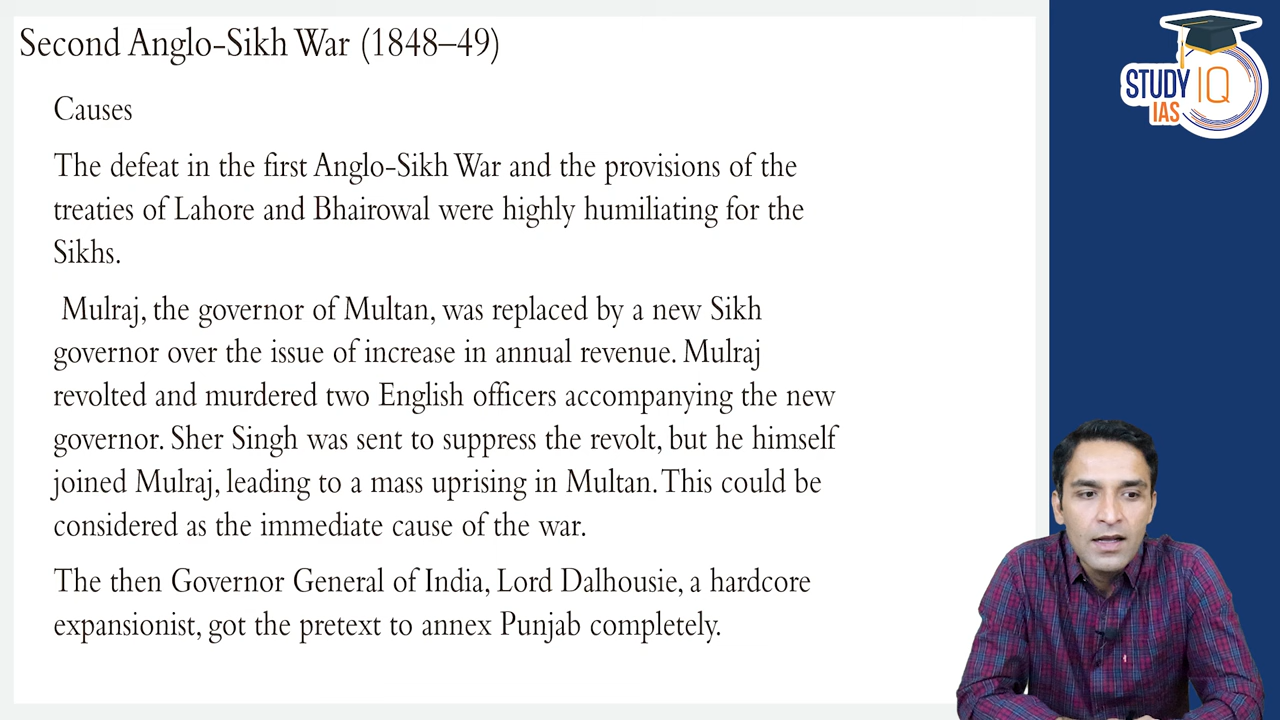 Second Anglo-Sikh War (1848–49)
Causes
The defeat in the first Anglo-Sikh War and the provisions of the
treaties of Lahore and Bhairowal were highly humiliating for the
Sikhs.
Mulraj, the governor of Multan, was replaced by a new Sikh
governor over the issue of increase in annual revenue. Mulraj
revolted and murdered two English officers accompanying the new
governor. Sher Singh was sent to suppress the revolt, but he himself
joined Mulraj, leading to a mass uprising in Multan. This could be
considered as the immediate cause of the war.
The then Governor General of India, Lord Dalhousie, a hardcore
expansionist, got the pretext to annex Punjab completely.
STUDY IQ
IAS